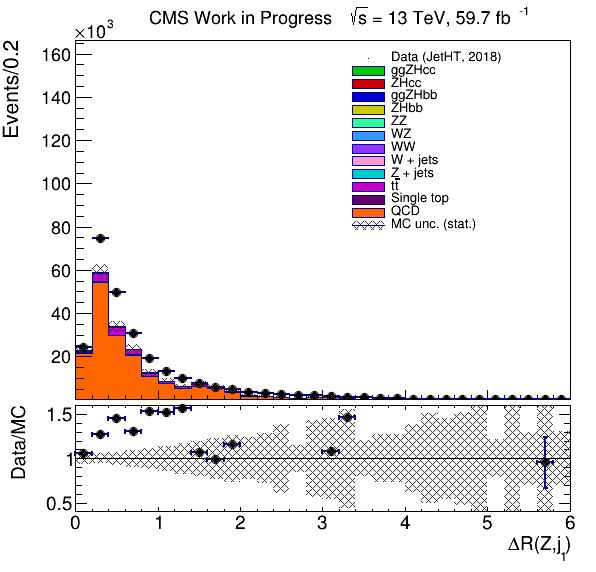 CMS Work in Progress √s = 13 TeV, 59.7 fb⁻¹
×10³
Events/0.2
160
140
120
100
80
60
40
20
Data (JetHT, 2018)
ggZHcc
ZHcc
ggZHbb
ZHbb
ZZ
WZ
WW
W + jets
Z + jets
tt̅
Single top
QCD
MC unc. (stat.)
Data/MC
1.5
1
0.5
0 1 2 3 4 5 6
ΔR(Z,j₁)